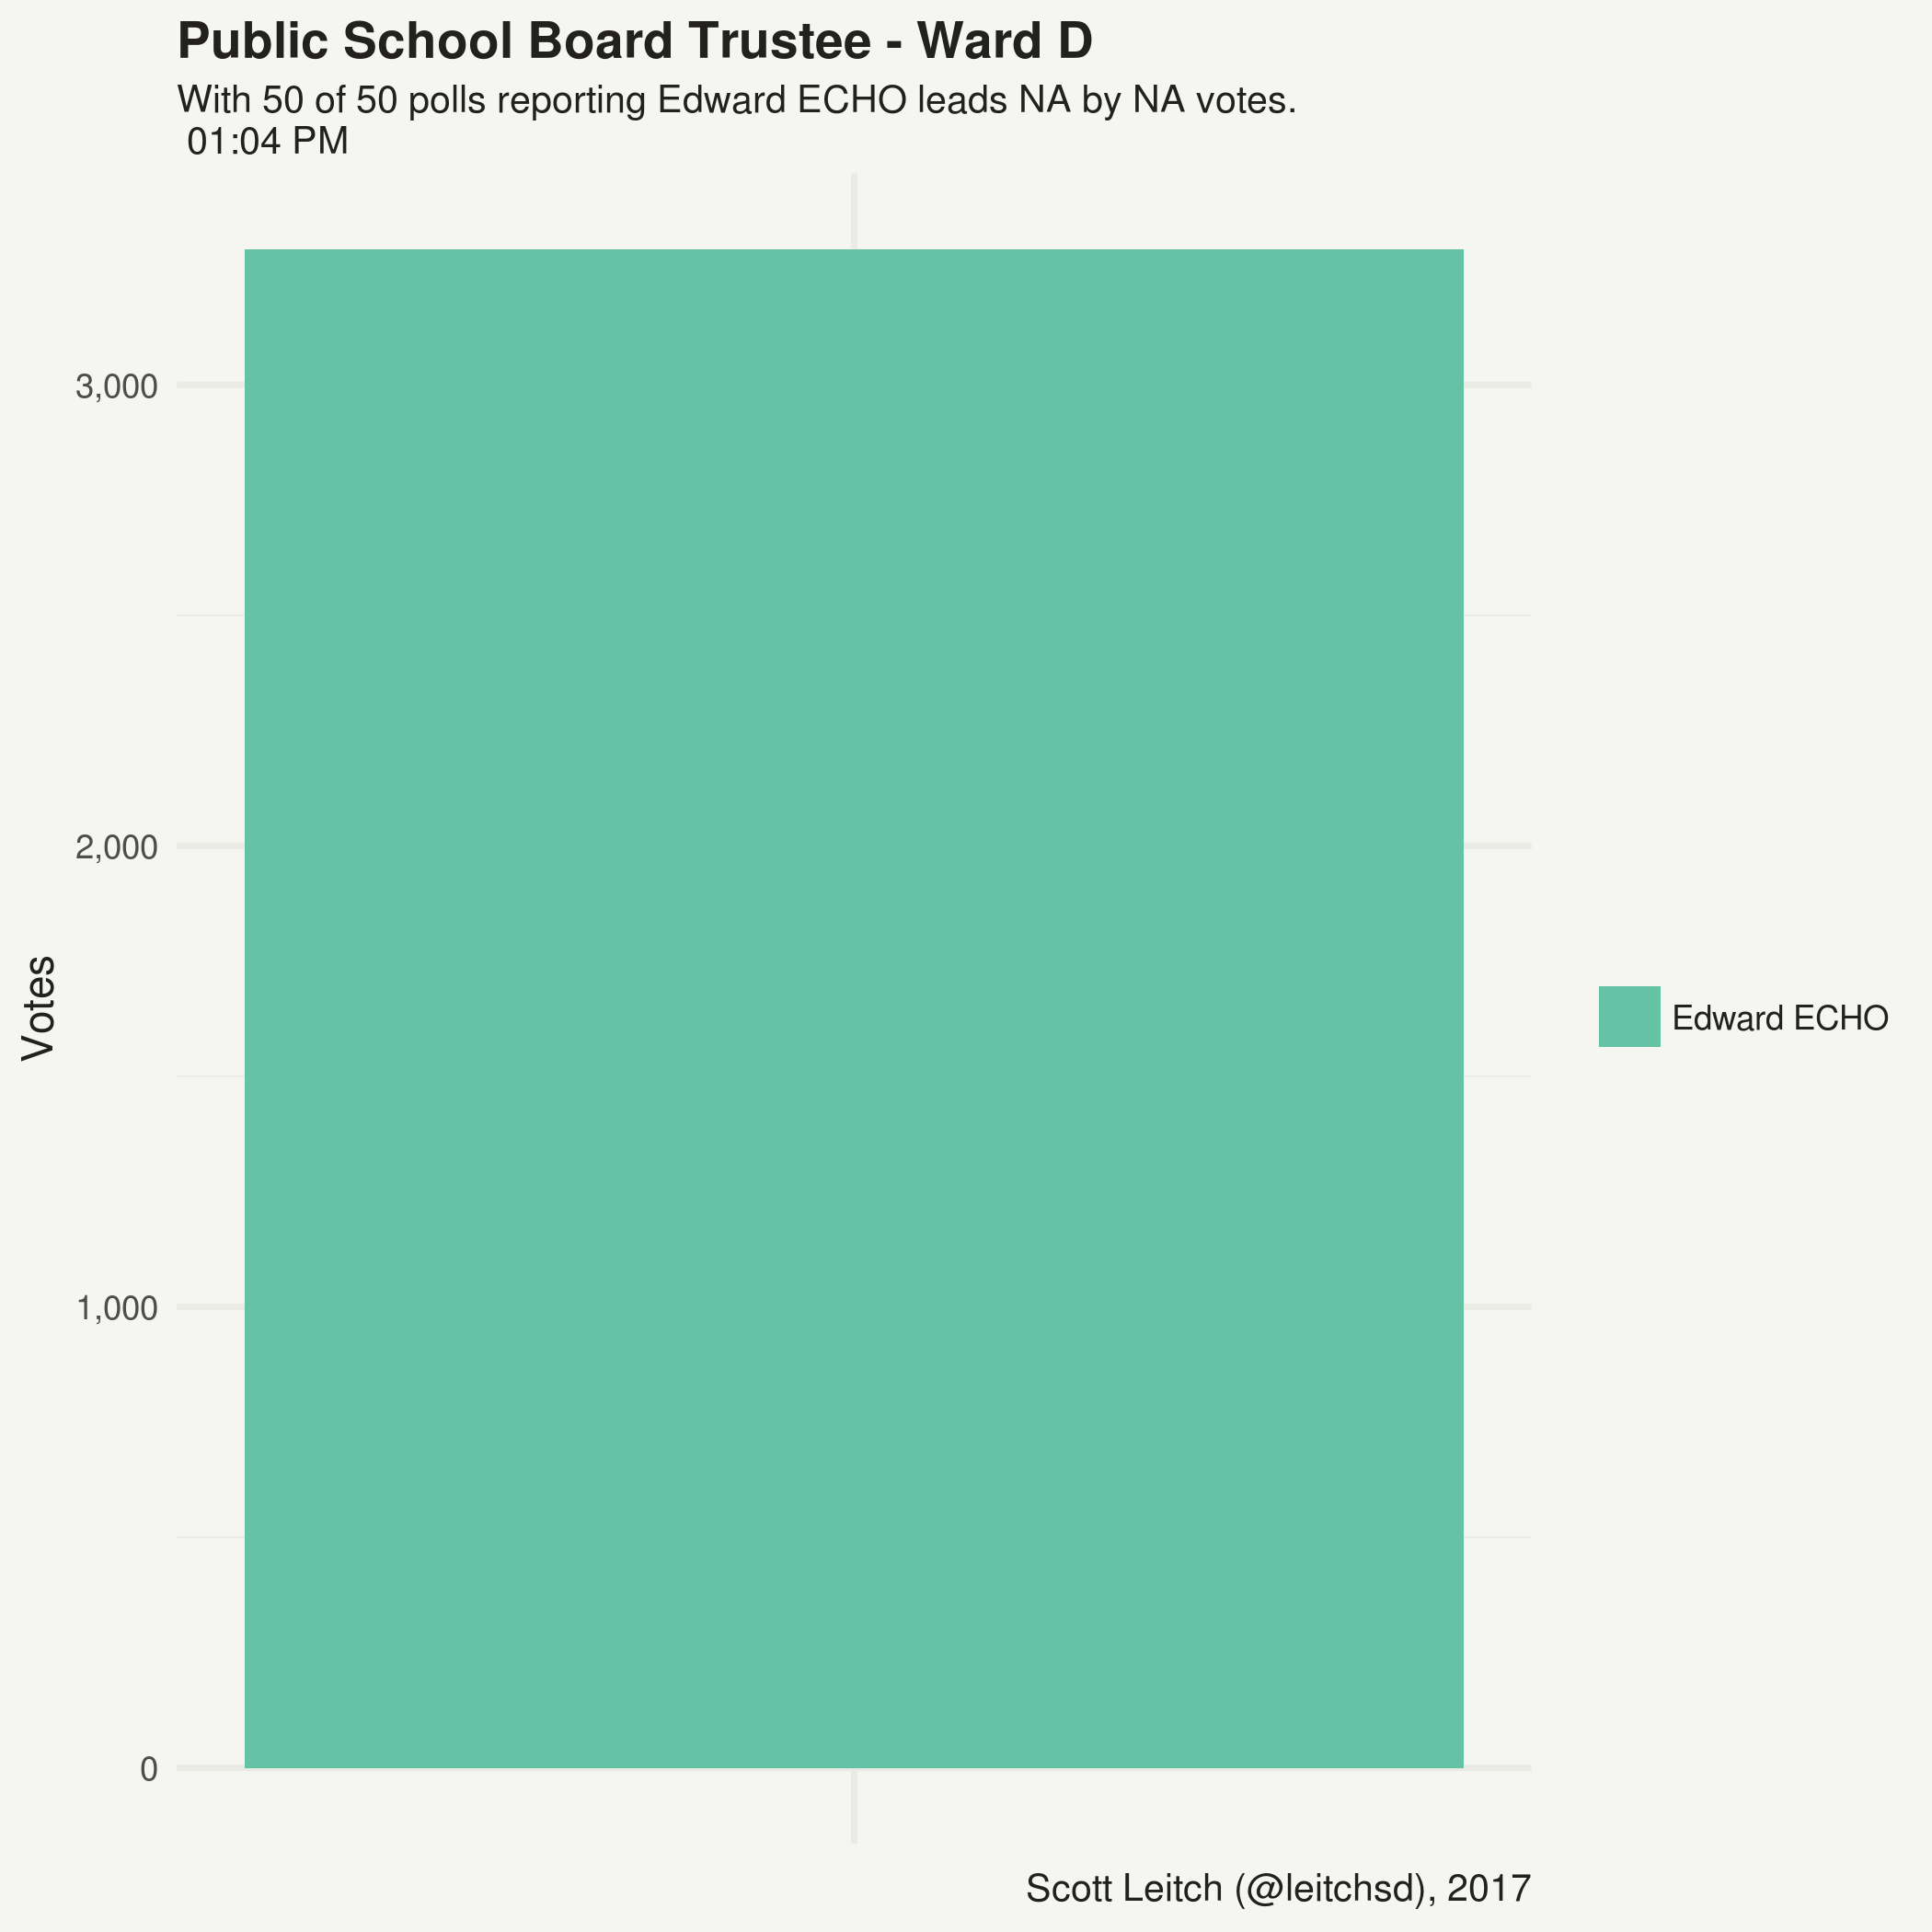 Public School Board Trustee - Ward D
With 50 of 50 polls reporting Edward ECHO leads NA by NA votes.
01:04 PM
Votes
3,000
2,000
1,000
0
Edward ECHO
Scott Leitch (@leitchsd), 2017